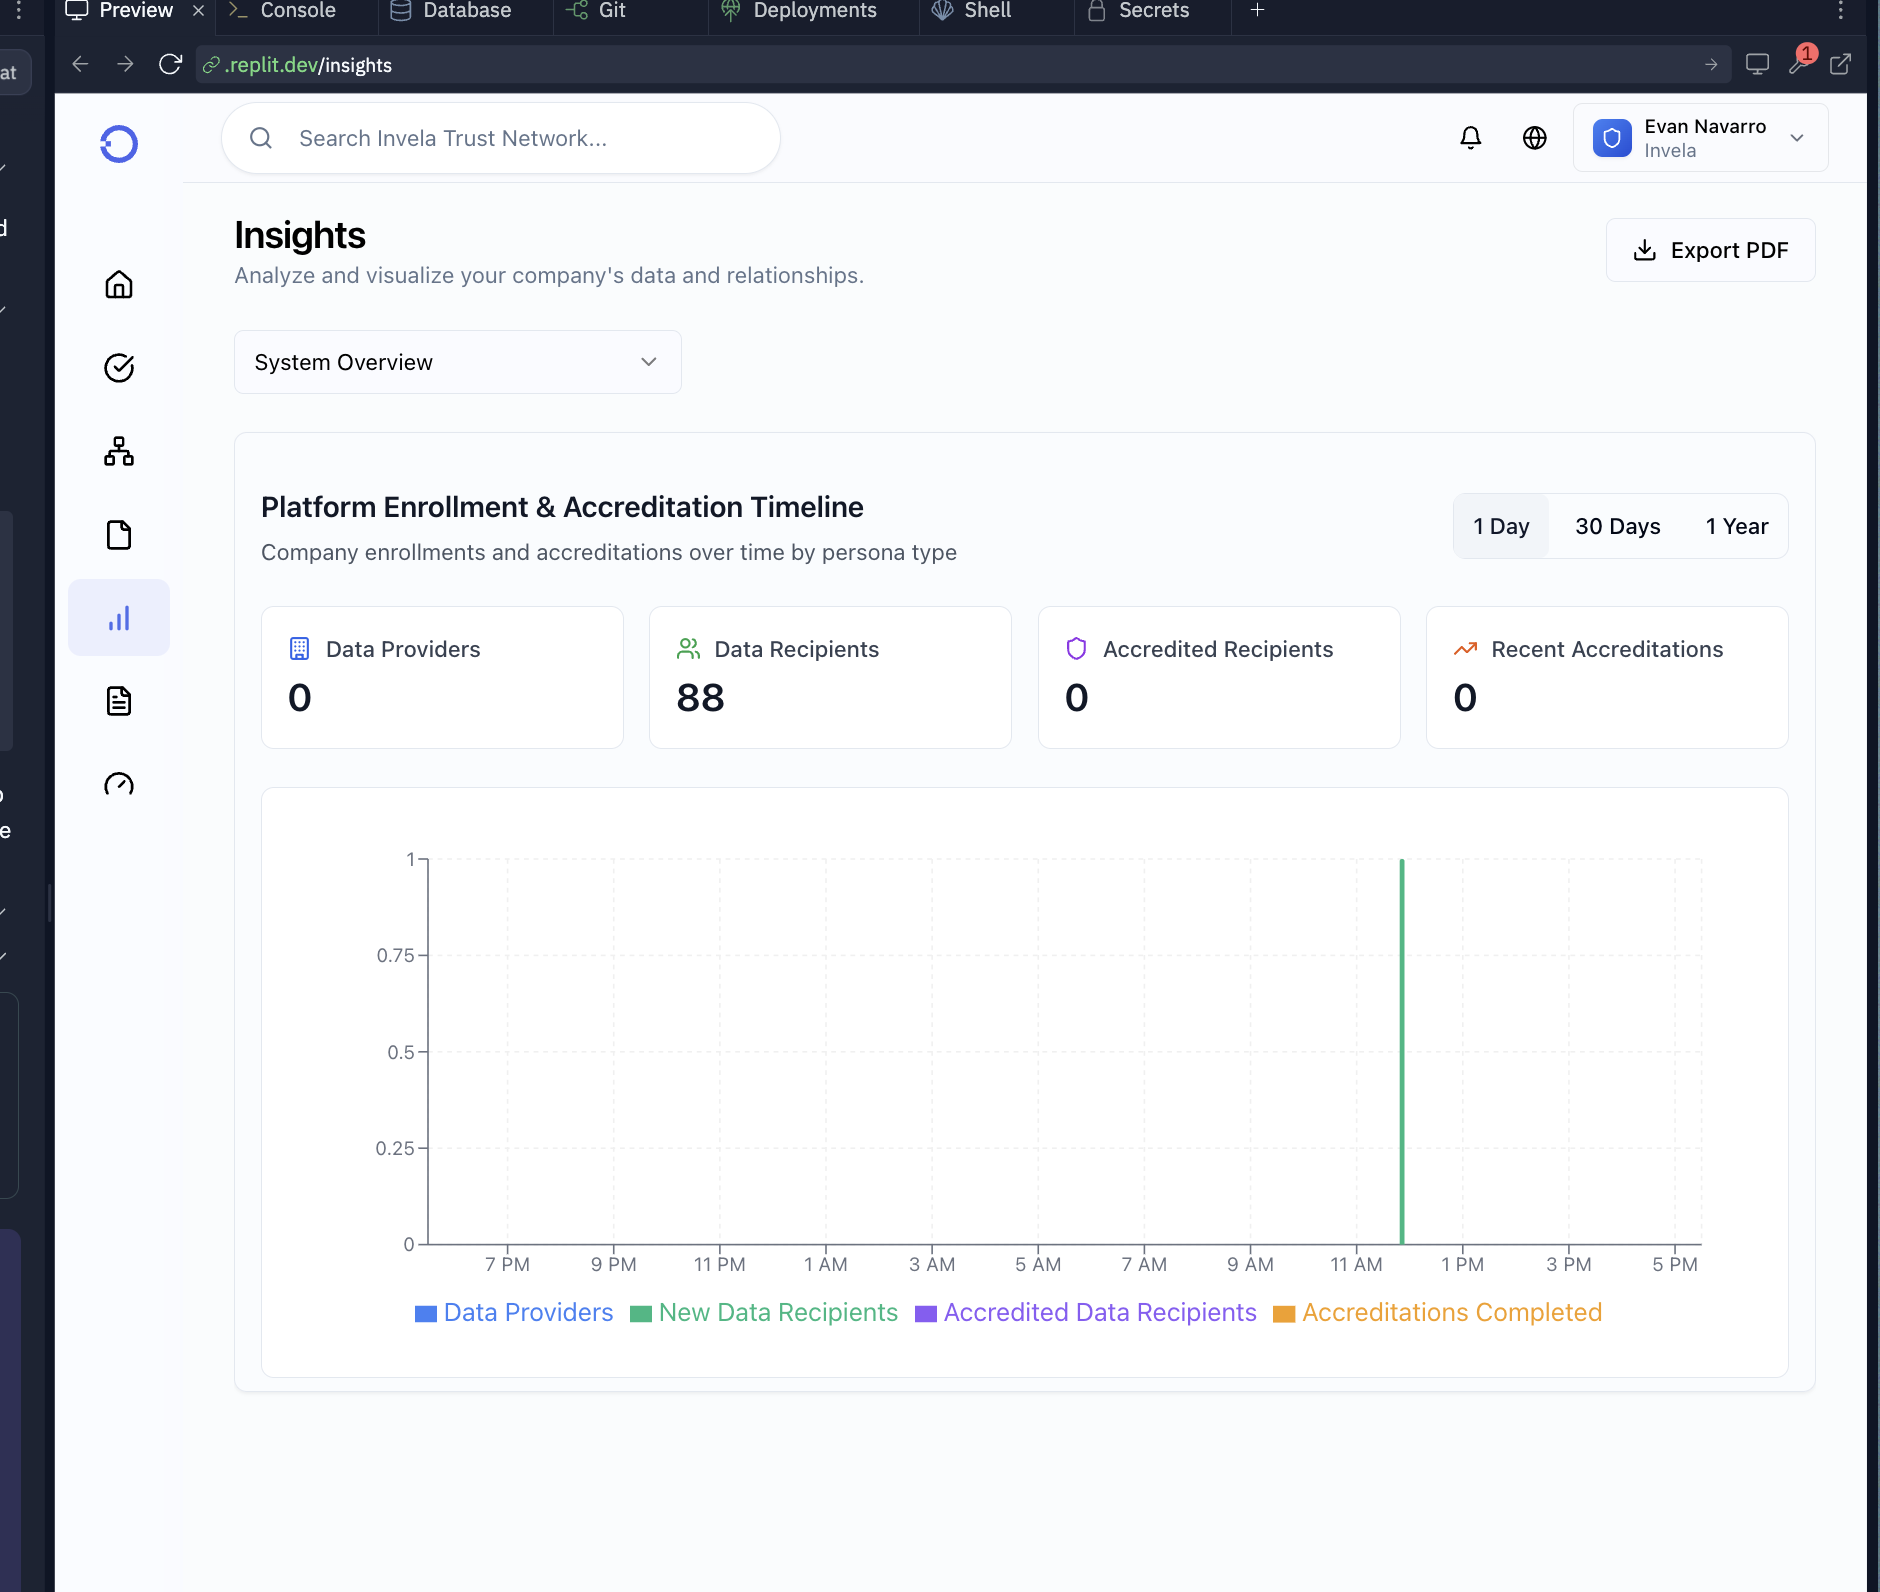 Preview
Console
Database
Git
Deployments
Shell
Secrets
at
.replit.dev/insights
1
Search Invela Trust Network...
Evan Navarro
Invela
d
Insights
Analyze and visualize your company's data and relationships.
Export PDF
System Overview
Platform Enrollment & Accreditation Timeline
Company enrollments and accreditations over time by persona type
1 Day
30 Days
1 Year
Data Providers
0
Data Recipients
88
Accredited Recipients
0
Recent Accreditations
0
e
1
0.75
0.5
0.25
0
7 PM
9 PM
11 PM
1 AM
3 AM
5 AM
7 AM
9 AM
11 AM
1 PM
3 PM
5 PM
Data Providers
New Data Recipients
Accredited Data Recipients
Accreditations Completed